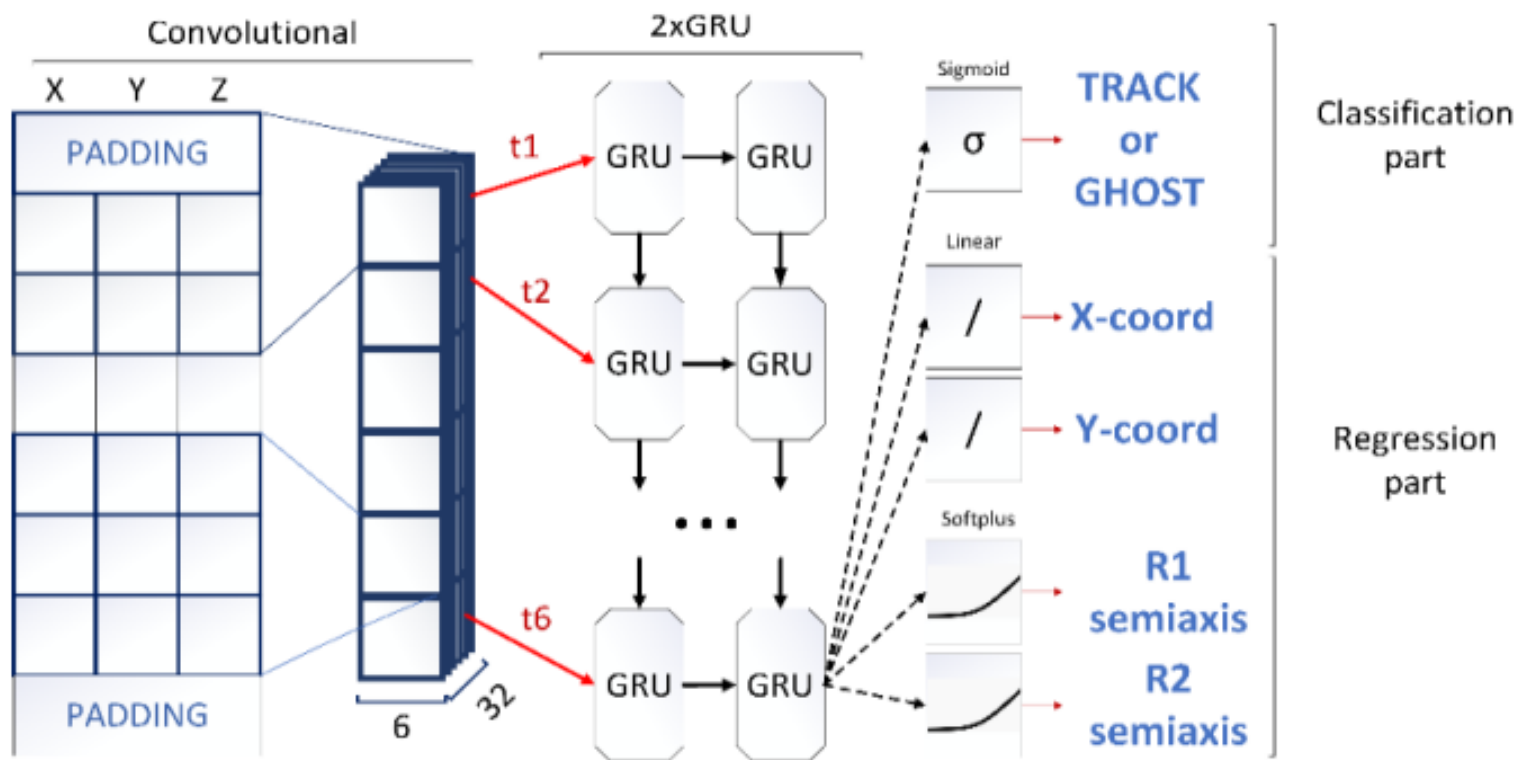 Convolutional
2xGRU
X Y Z
PADDING
PADDING
6
32
t1
t2
t6
GRU GRU
GRU GRU
...
GRU GRU
Sigmoid
σ
Linear
/
/
Softplus
TRACK
or
GHOST
X-coord
Y-coord
R1
semiaxis
R2
semiaxis
Classification
part
Regression
part